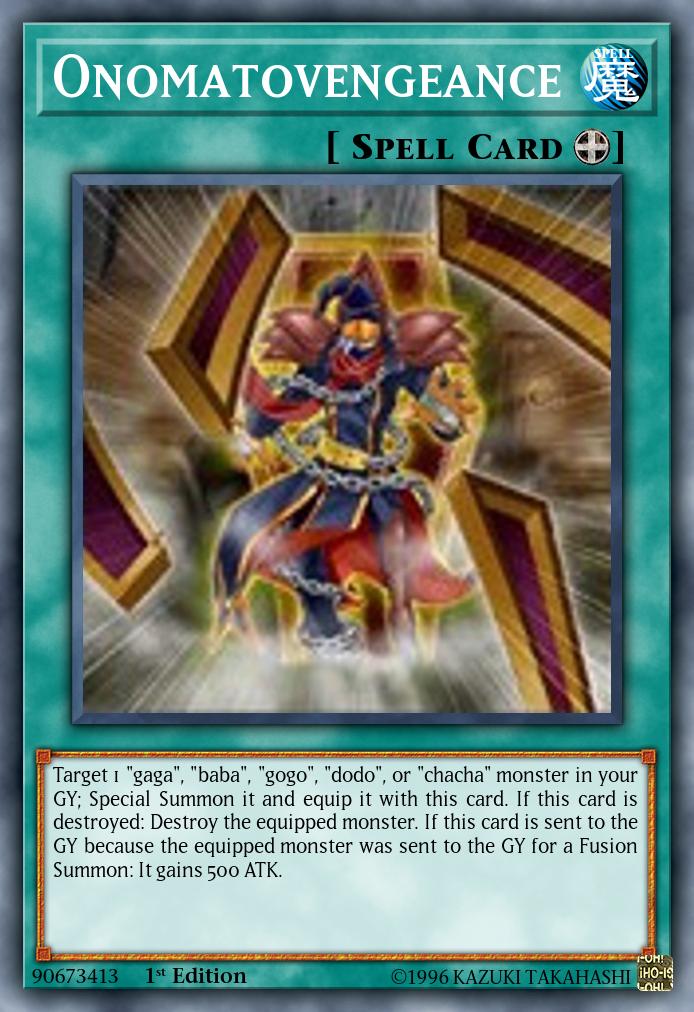 Onomatovengeance
SPELL
魔
[ Spell Card ]
Target 1 "gaga", "baba", "gogo", "dodo", or "chacha" monster in your
GY; Special Summon it and equip it with this card. If this card is
destroyed: Destroy the equipped monster. If this card is sent to the
GY because the equipped monster was sent to the GY for a Fusion
Summon: It gains 500 ATK.
90673413 1st Edition ©1996 KAZUKI TAKAHASHI